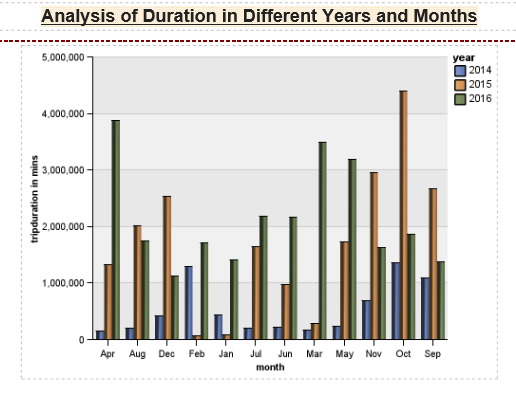 Analysis of Duration in Different Years and Months
year
2014
2015
2016
tripduration in mins
5,000,000
4,000,000
3,000,000
2,000,000
1,000,000
0
Apr Aug Dec Feb Jan Jul Jun Mar May Nov Oct Sep
month